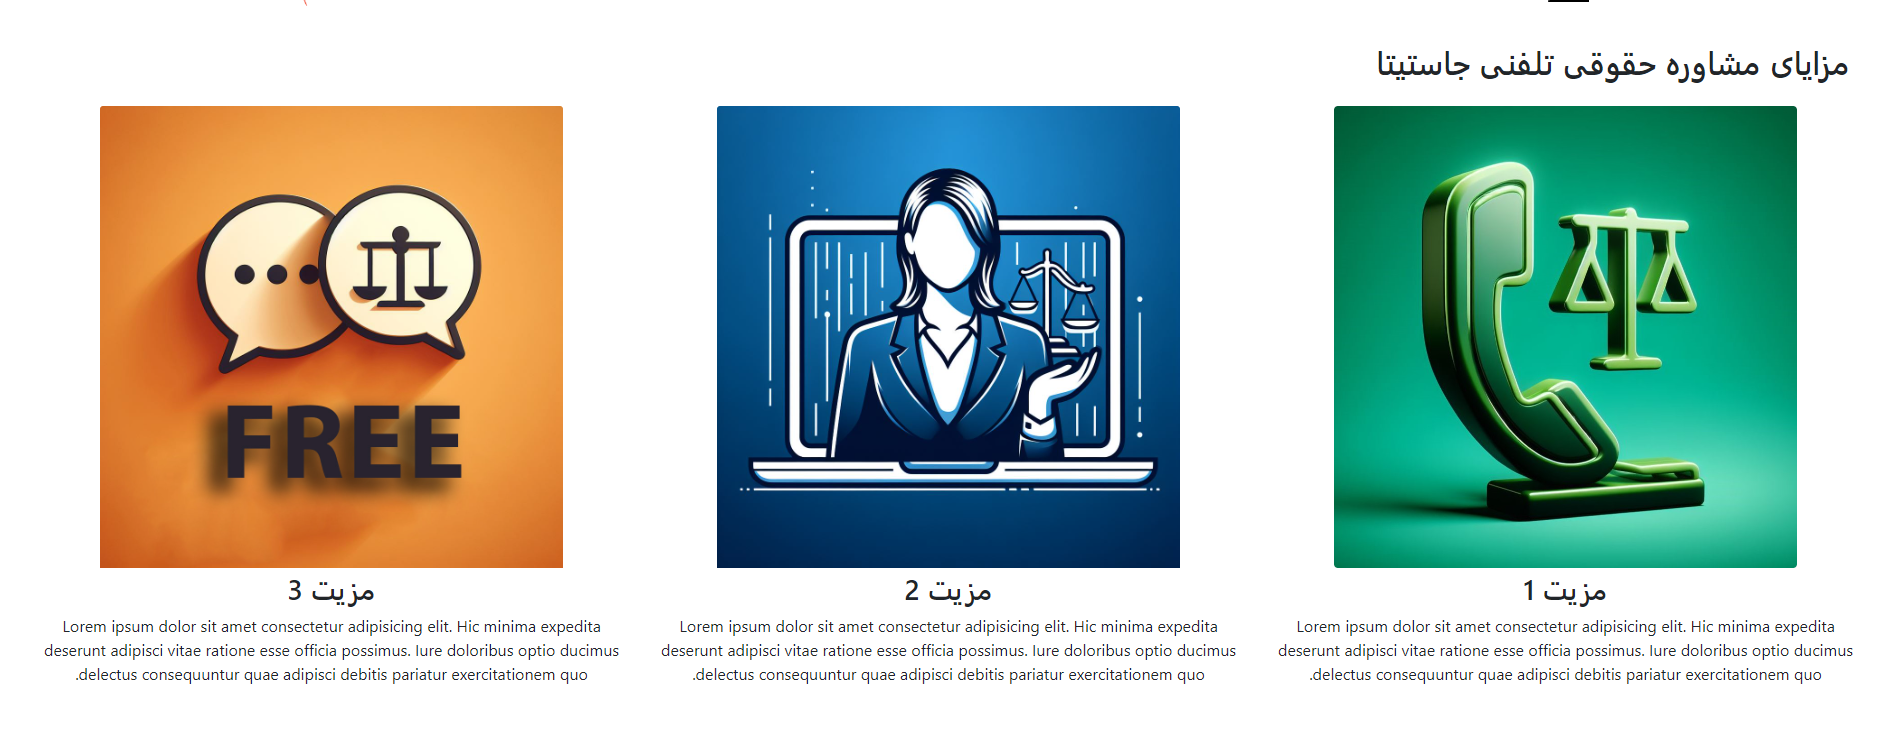 مزایای مشاوره حقوقی تلفنی جاستیتا
مزیت 1
Lorem ipsum dolor sit amet consectetur adipisicing elit. Hic minima expedita
deserunt adipisci vitae ratione esse officia possimus. Iure doloribus optio ducimus
.delectus consequuntur quae adipisci debitis pariatur exercitationem quo
مزیت 2
Lorem ipsum dolor sit amet consectetur adipisicing elit. Hic minima expedita
deserunt adipisci vitae ratione esse officia possimus. Iure doloribus optio ducimus
.delectus consequuntur quae adipisci debitis pariatur exercitationem quo
FREE
مزیت 3
Lorem ipsum dolor sit amet consectetur adipisicing elit. Hic minima expedita
deserunt adipisci vitae ratione esse officia possimus. Iure doloribus optio ducimus
.delectus consequuntur quae adipisci debitis pariatur exercitationem quo